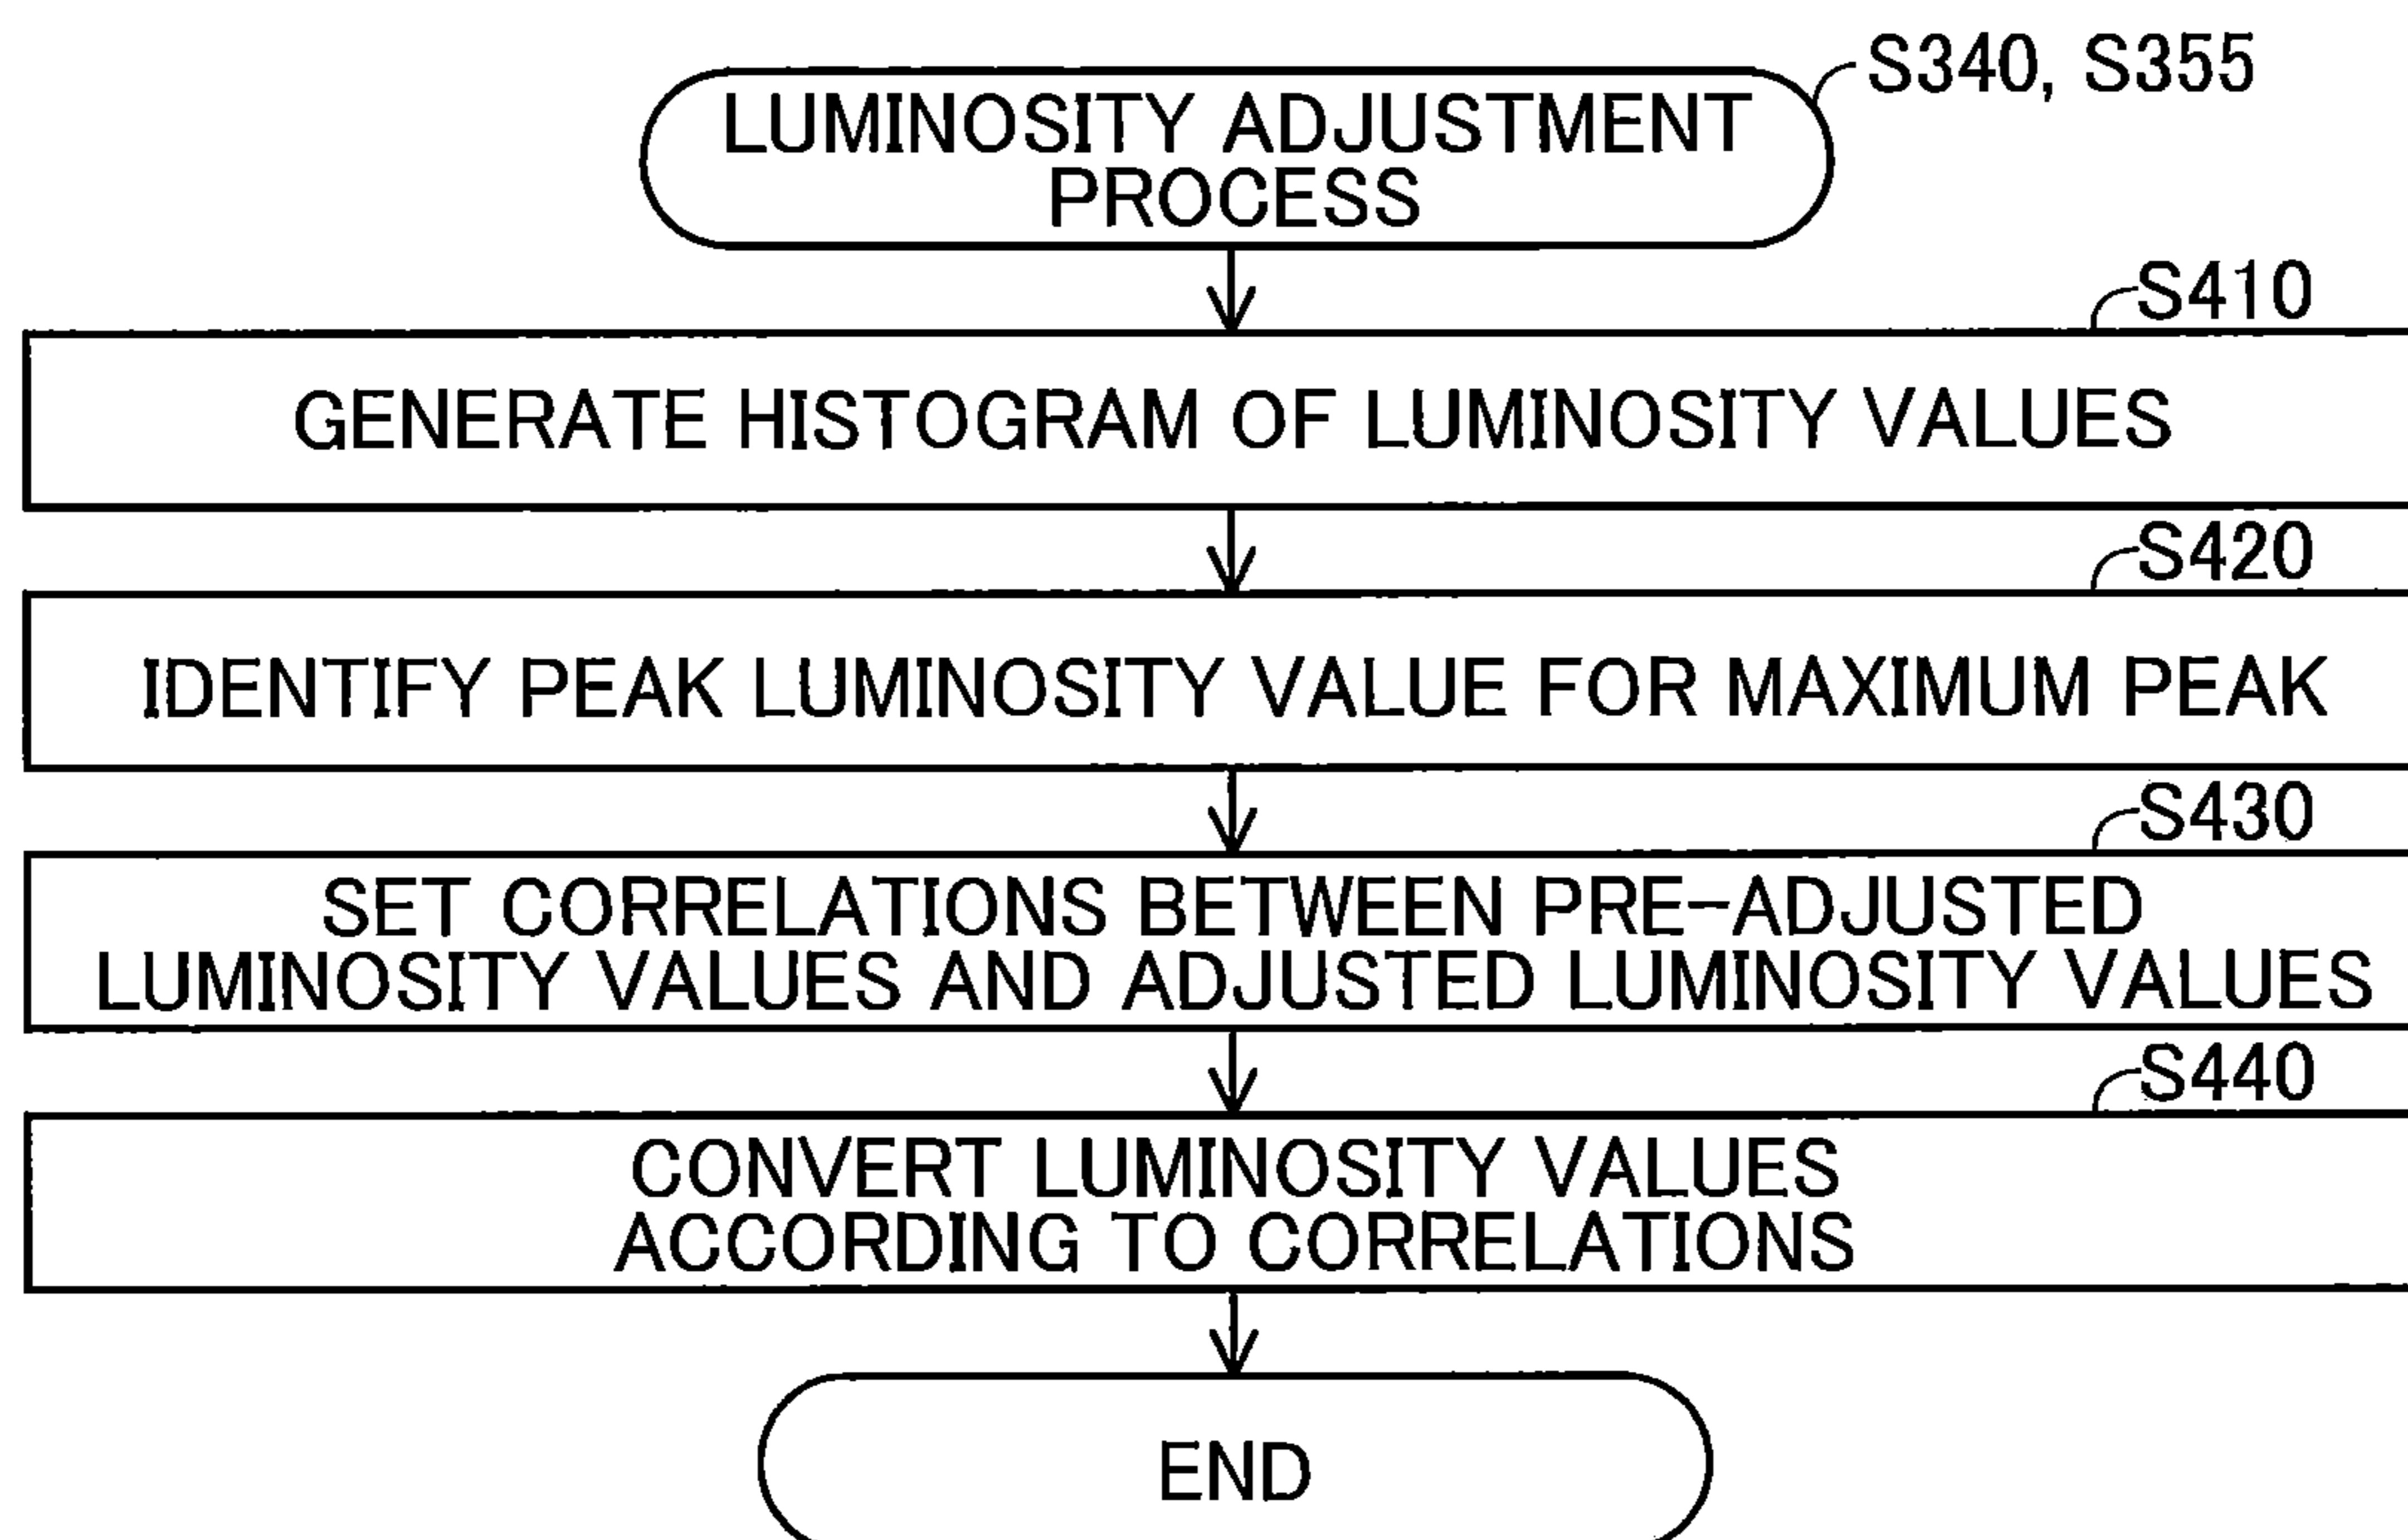 S340, S355
LUMINOSITY ADJUSTMENT
PROCESS
S410
GENERATE HISTOGRAM OF LUMINOSITY VALUES
S420
IDENTIFY PEAK LUMINOSITY VALUE FOR MAXIMUM PEAK
S430
SET CORRELATIONS BETWEEN PRE-ADJUSTED
LUMINOSITY VALUES AND ADJUSTED LUMINOSITY VALUES
S440
CONVERT LUMINOSITY VALUES
ACCORDING TO CORRELATIONS
END